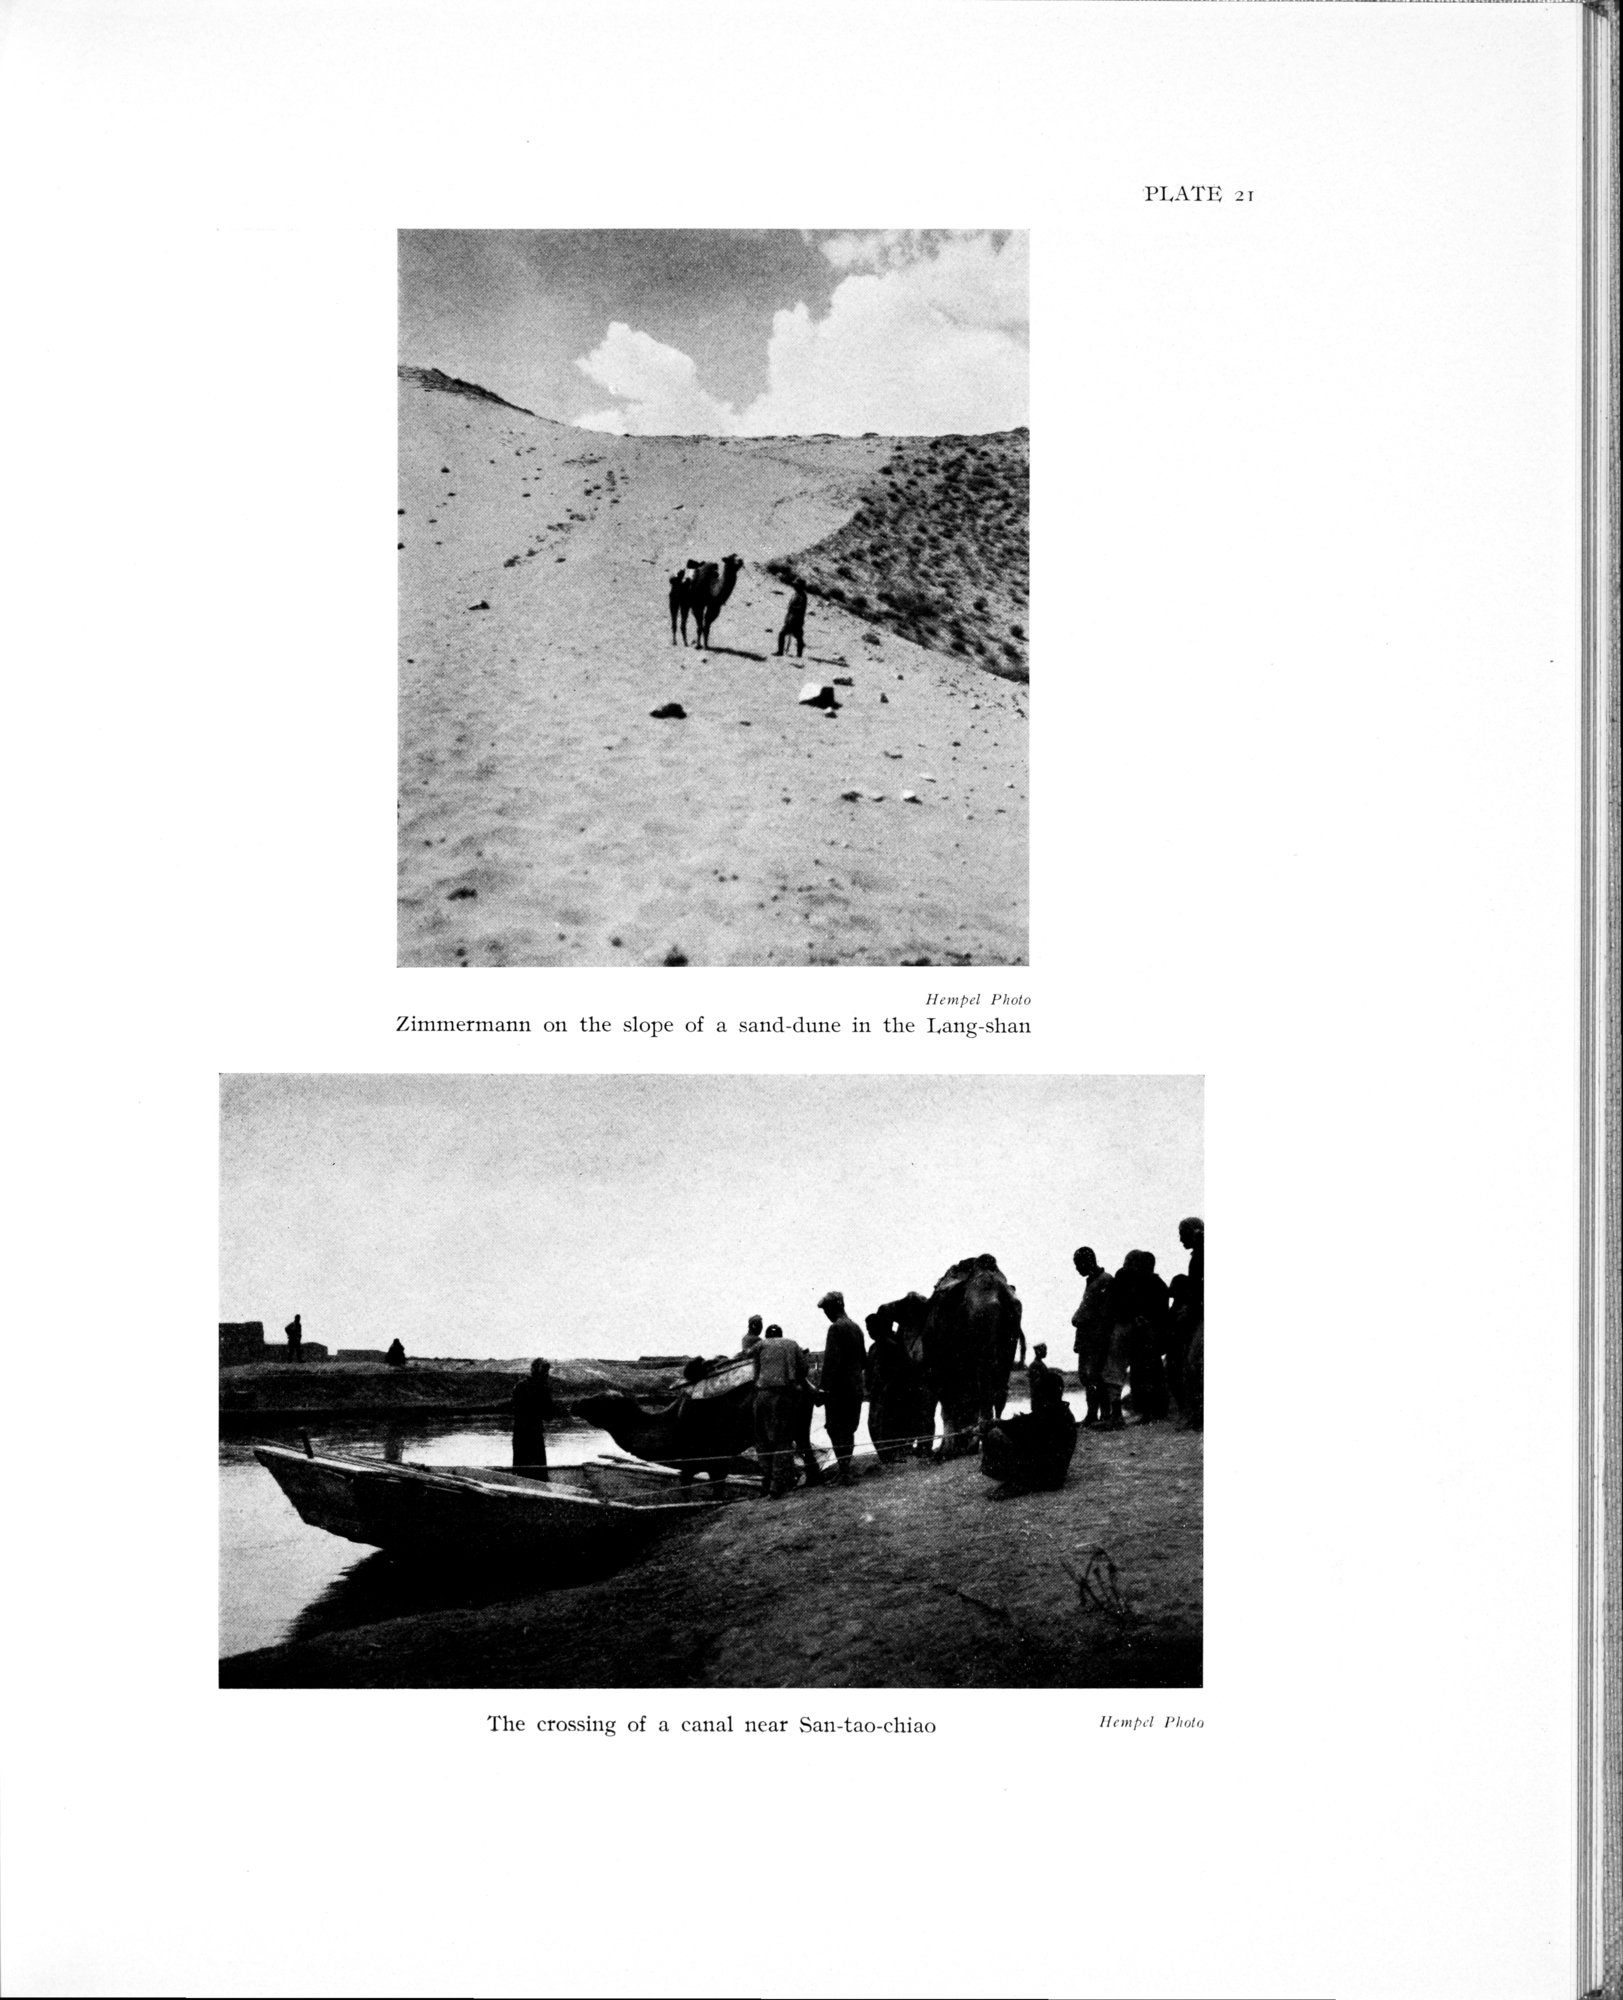 PLATE 21
Hempel Photo
Zimmermann on the slope of a sand-dune in the Lang-shan
The crossing of a canal near San-tao-chiao
Hempel Photo